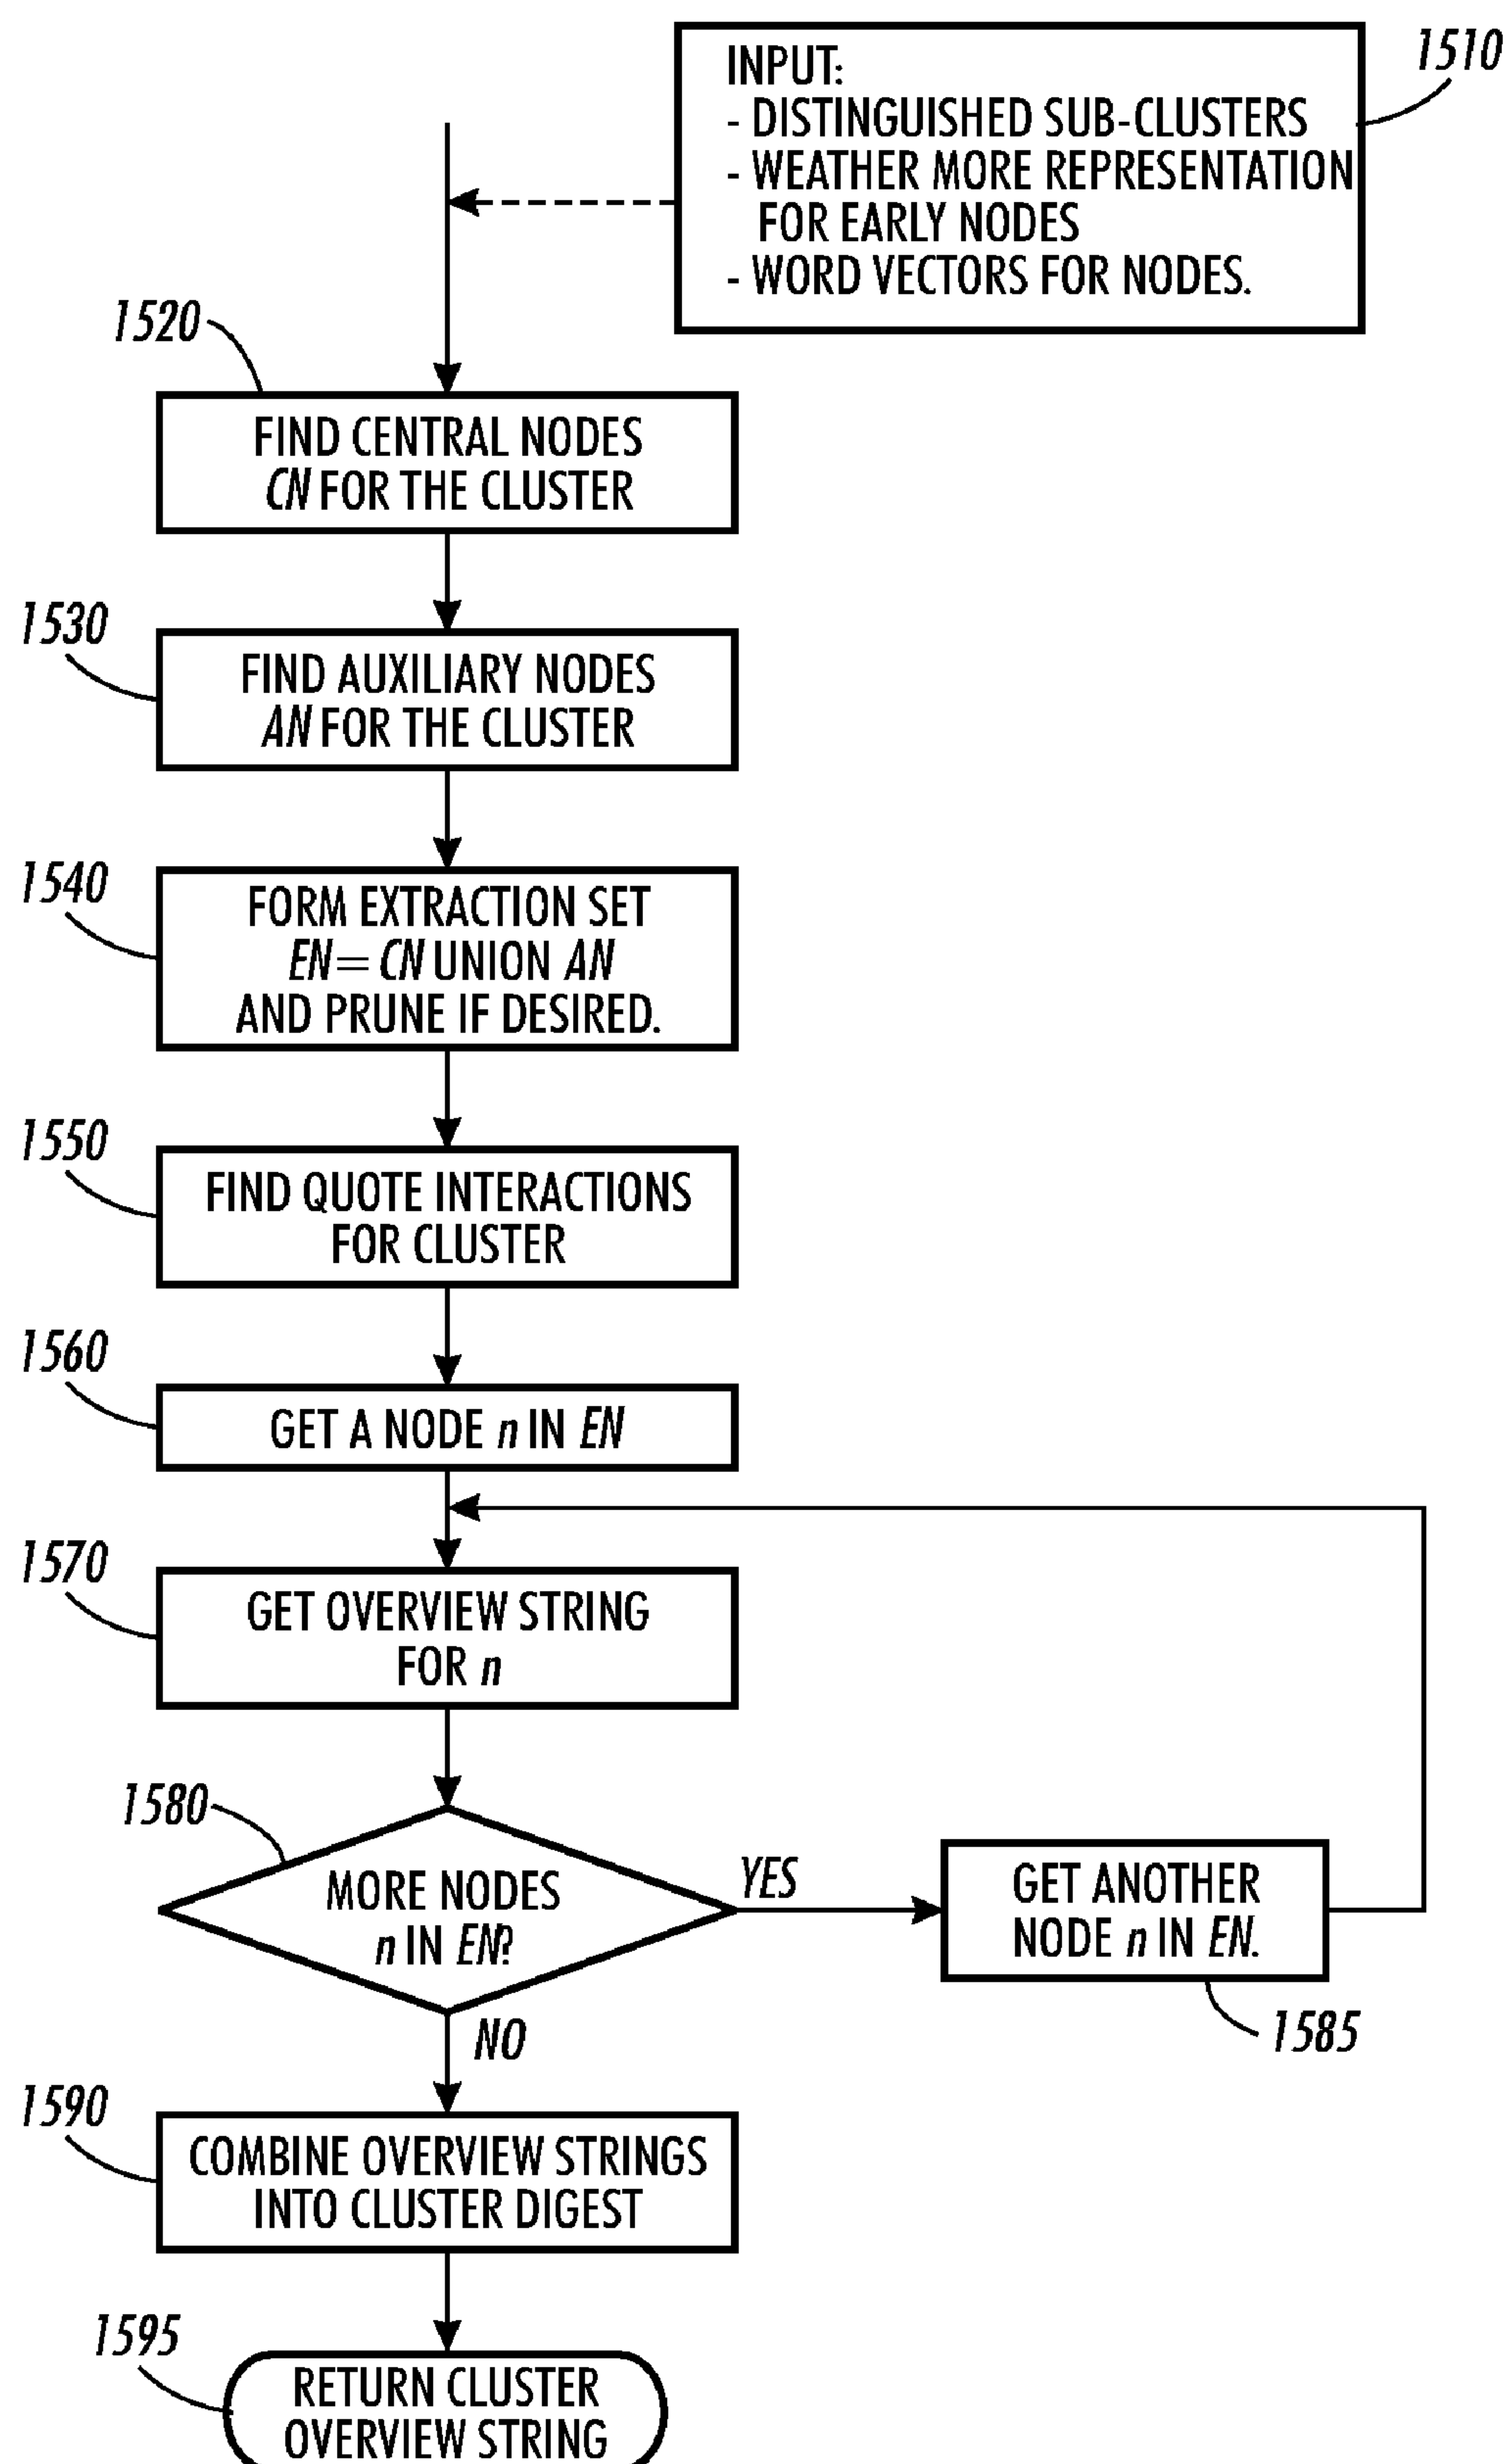 1510
INPUT:
- DISTINGUISHED SUB-CLUSTERS
- WEATHER MORE REPRESENTATION
FOR EARLY NODES
- WORD VECTORS FOR NODES.
1520
FIND CENTRAL NODES
CN FOR THE CLUSTER
1530
FIND AUXILIARY NODES
AN FOR THE CLUSTER
1540
FORM EXTRACTION SET
EN = CN UNION AN
AND PRUNE IF DESIRED.
1550
FIND QUOTE INTERACTIONS
FOR CLUSTER
1560
GET A NODE n IN EN
1570
GET OVERVIEW STRING
FOR n
1580
MORE NODES
n IN EN?
YES
GET ANOTHER
NODE n IN EN.
1585
NO
1590
COMBINE OVERVIEW STRINGS
INTO CLUSTER DIGEST
1595
RETURN CLUSTER
OVERVIEW STRING